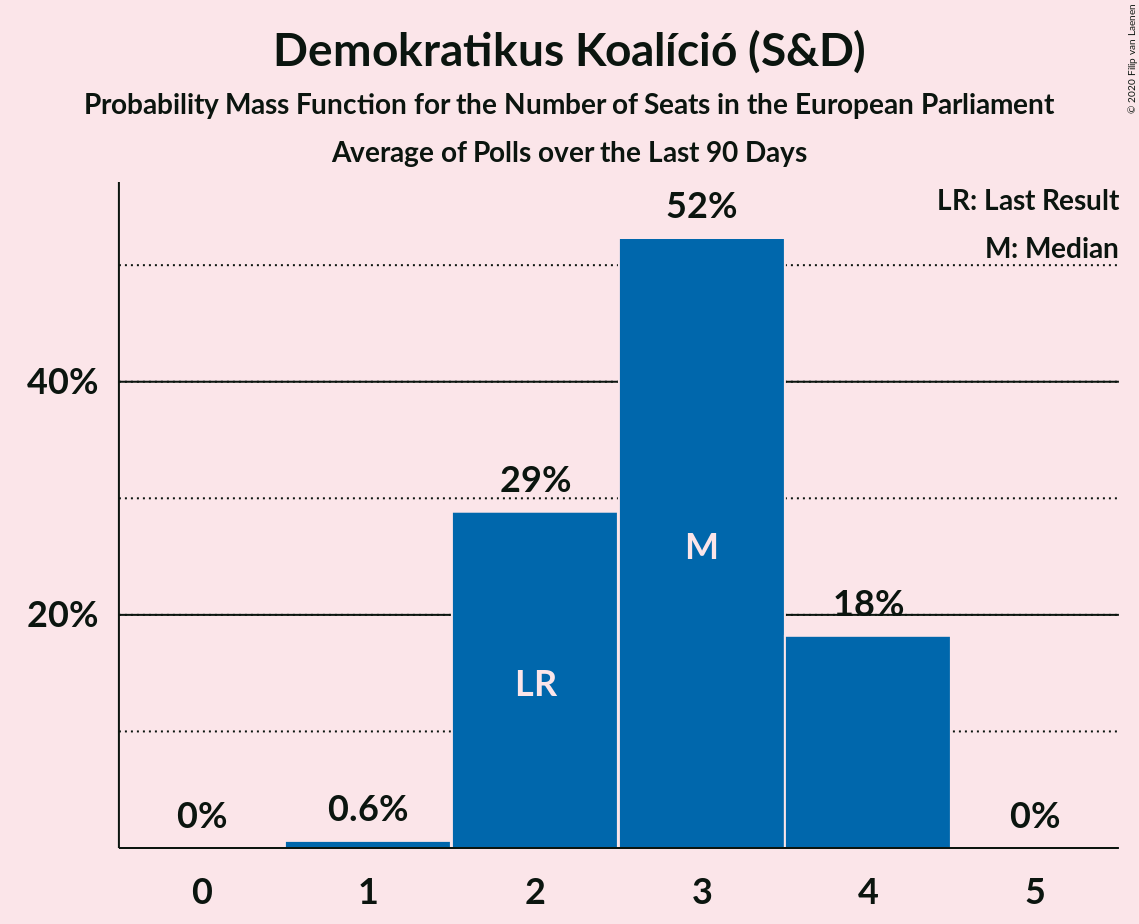 Demokratikus Koalíció (S&D)
Probability Mass Function for the Number of Seats in the European Parliament
Average of Polls over the Last 90 Days
© 2020 Filip van Laenen
LR: Last Result
M: Median
52%
40%
29%
M
20%
18%
LR
0%
0.6%
0%
0
1
2
3
4
5